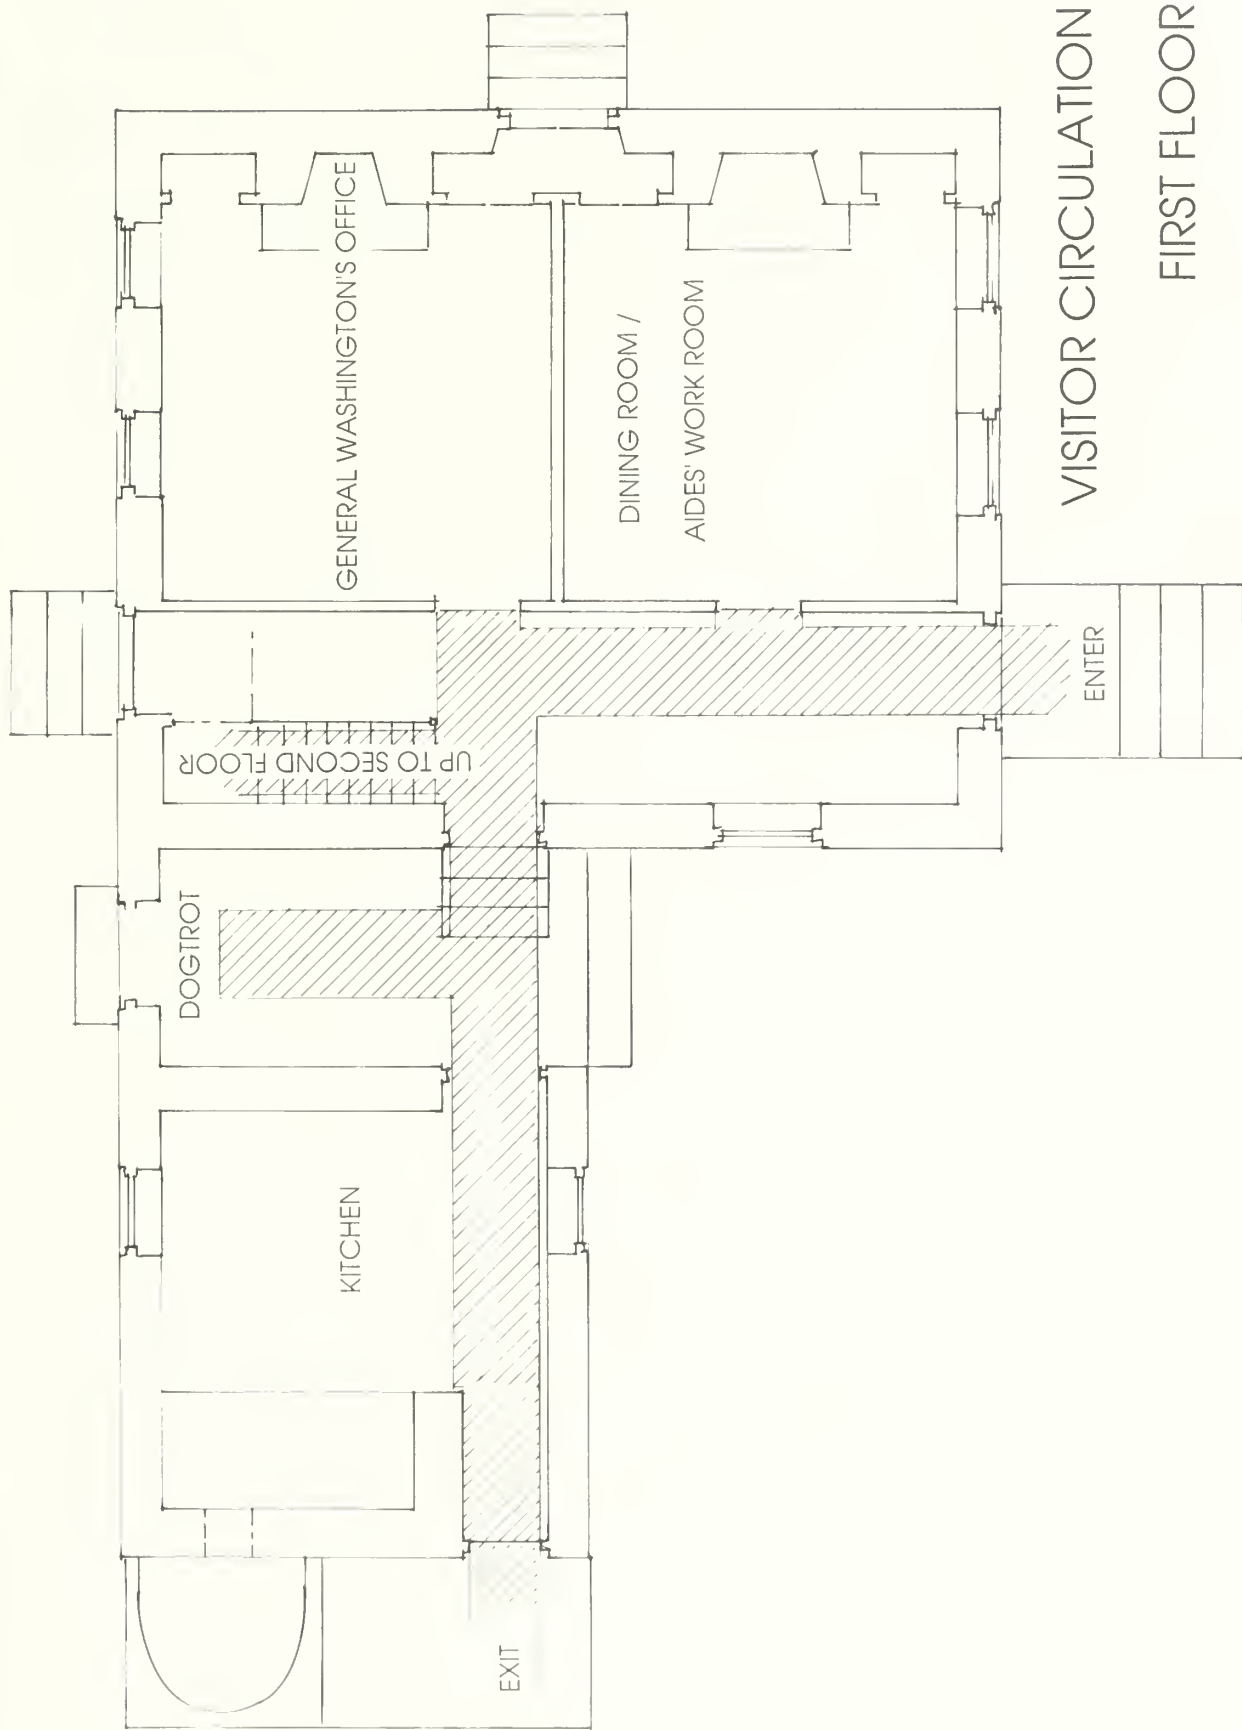 GENERAL WASHINGTON'S OFFICE
DINING ROOM /
AIDES' WORK ROOM
UP TO SECOND FLOOR
ENTER
DOGTROT
KITCHEN
EXIT
VISITOR CIRCULATION
FIRST FLOOR